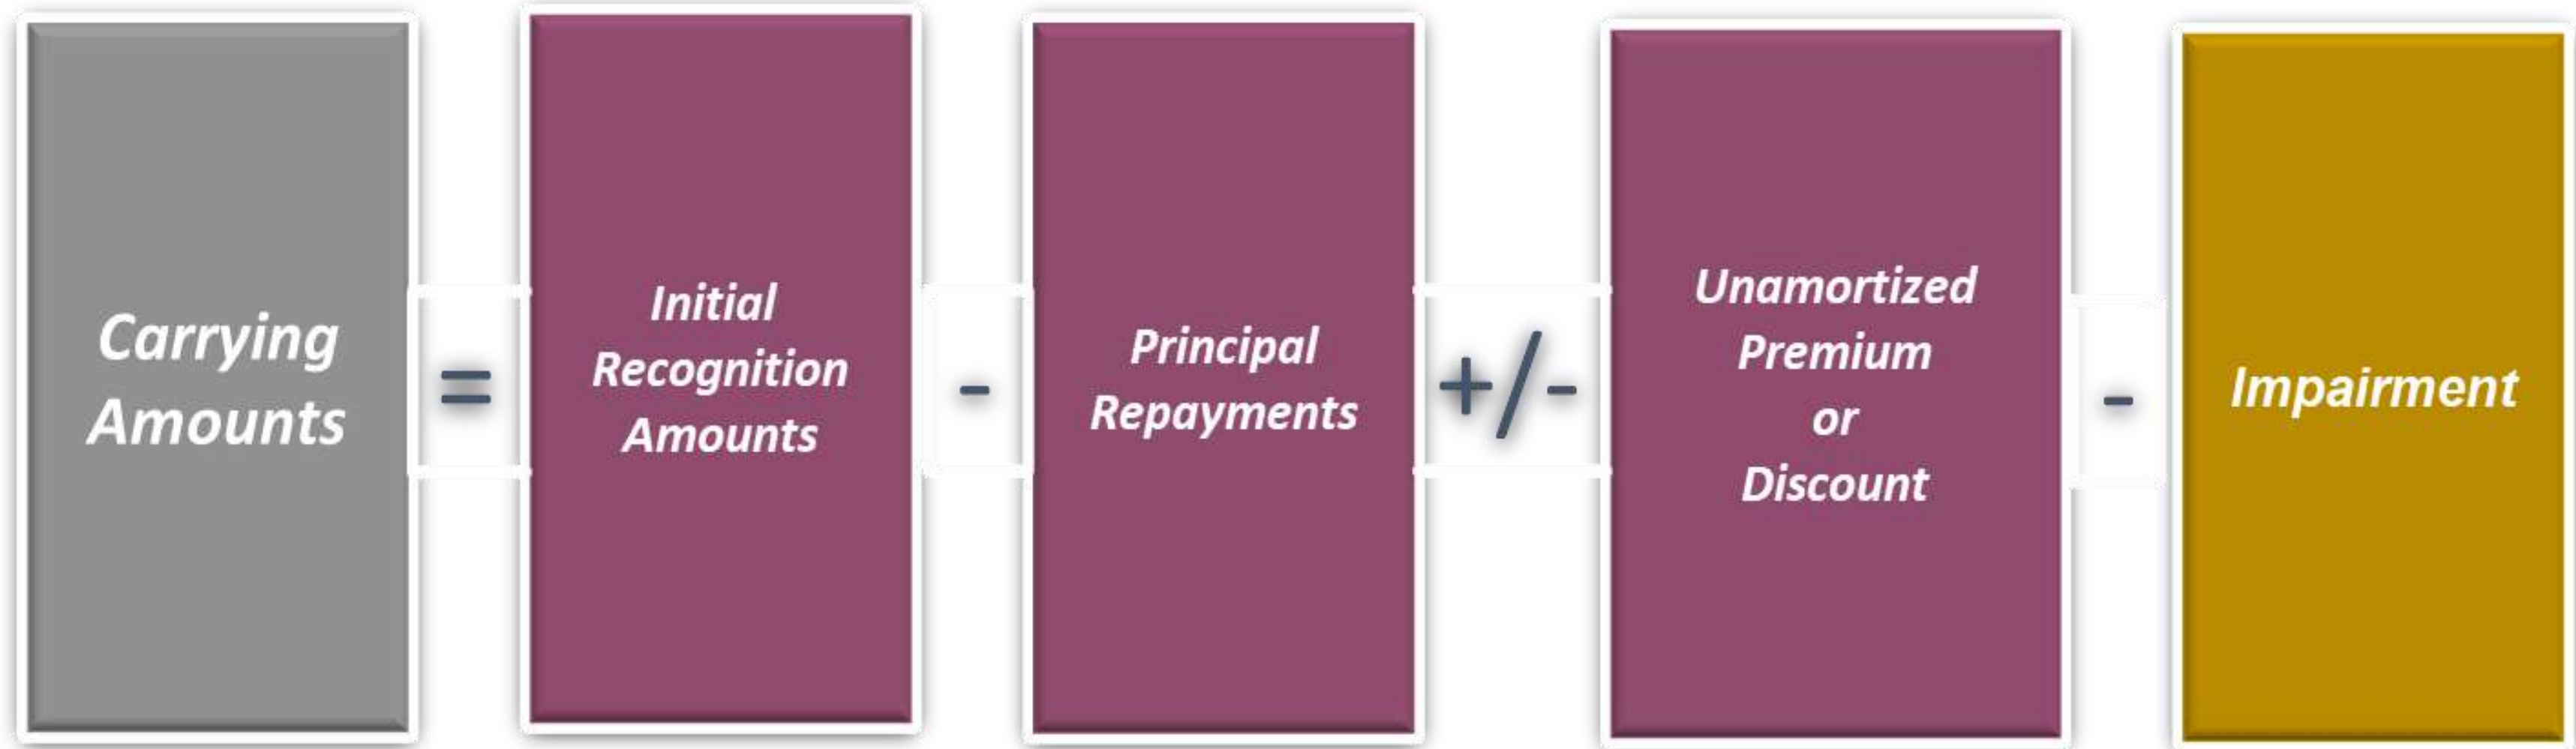 Carrying
Amounts
=
Initial
Recognition
Amounts
-
Principal
Repayments
+/-
Unamortized
Premium
or
Discount
-
Impairment